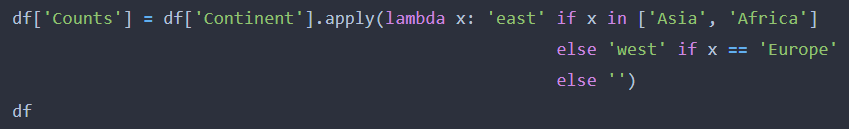 df['Counts'] = df['Continent'].apply(lambda x: 'east' if x in ['Asia', 'Africa']
else 'west' if x == 'Europe'
else '')
df